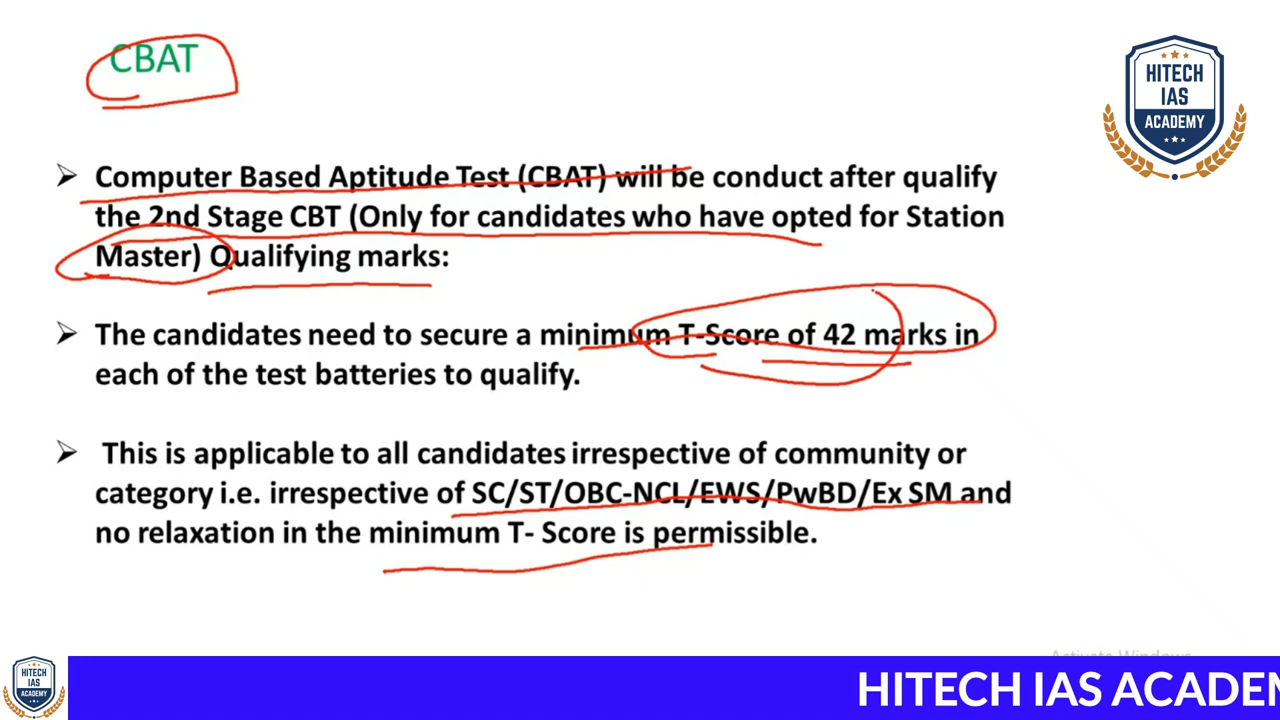 CBAT
HITECH
IAS
ACADEMY
➢ Computer Based Aptitude Test (CBAT) will be conduct after qualify
the 2nd Stage CBT (Only for candidates who have opted for Station
Master) Qualifying marks:
➢ The candidates need to secure a minimum T-Score of 42 marks in
each of the test batteries to qualify.
➢ This is applicable to all candidates irrespective of community or
category i.e. irrespective of SC/ST/OBC-NCL/EWS/PwBD/Ex SM and
no relaxation in the minimum T- Score is permissible.
Activate Windows
HITECH
IAS
ACADEMY
HITECH IAS ACADEM